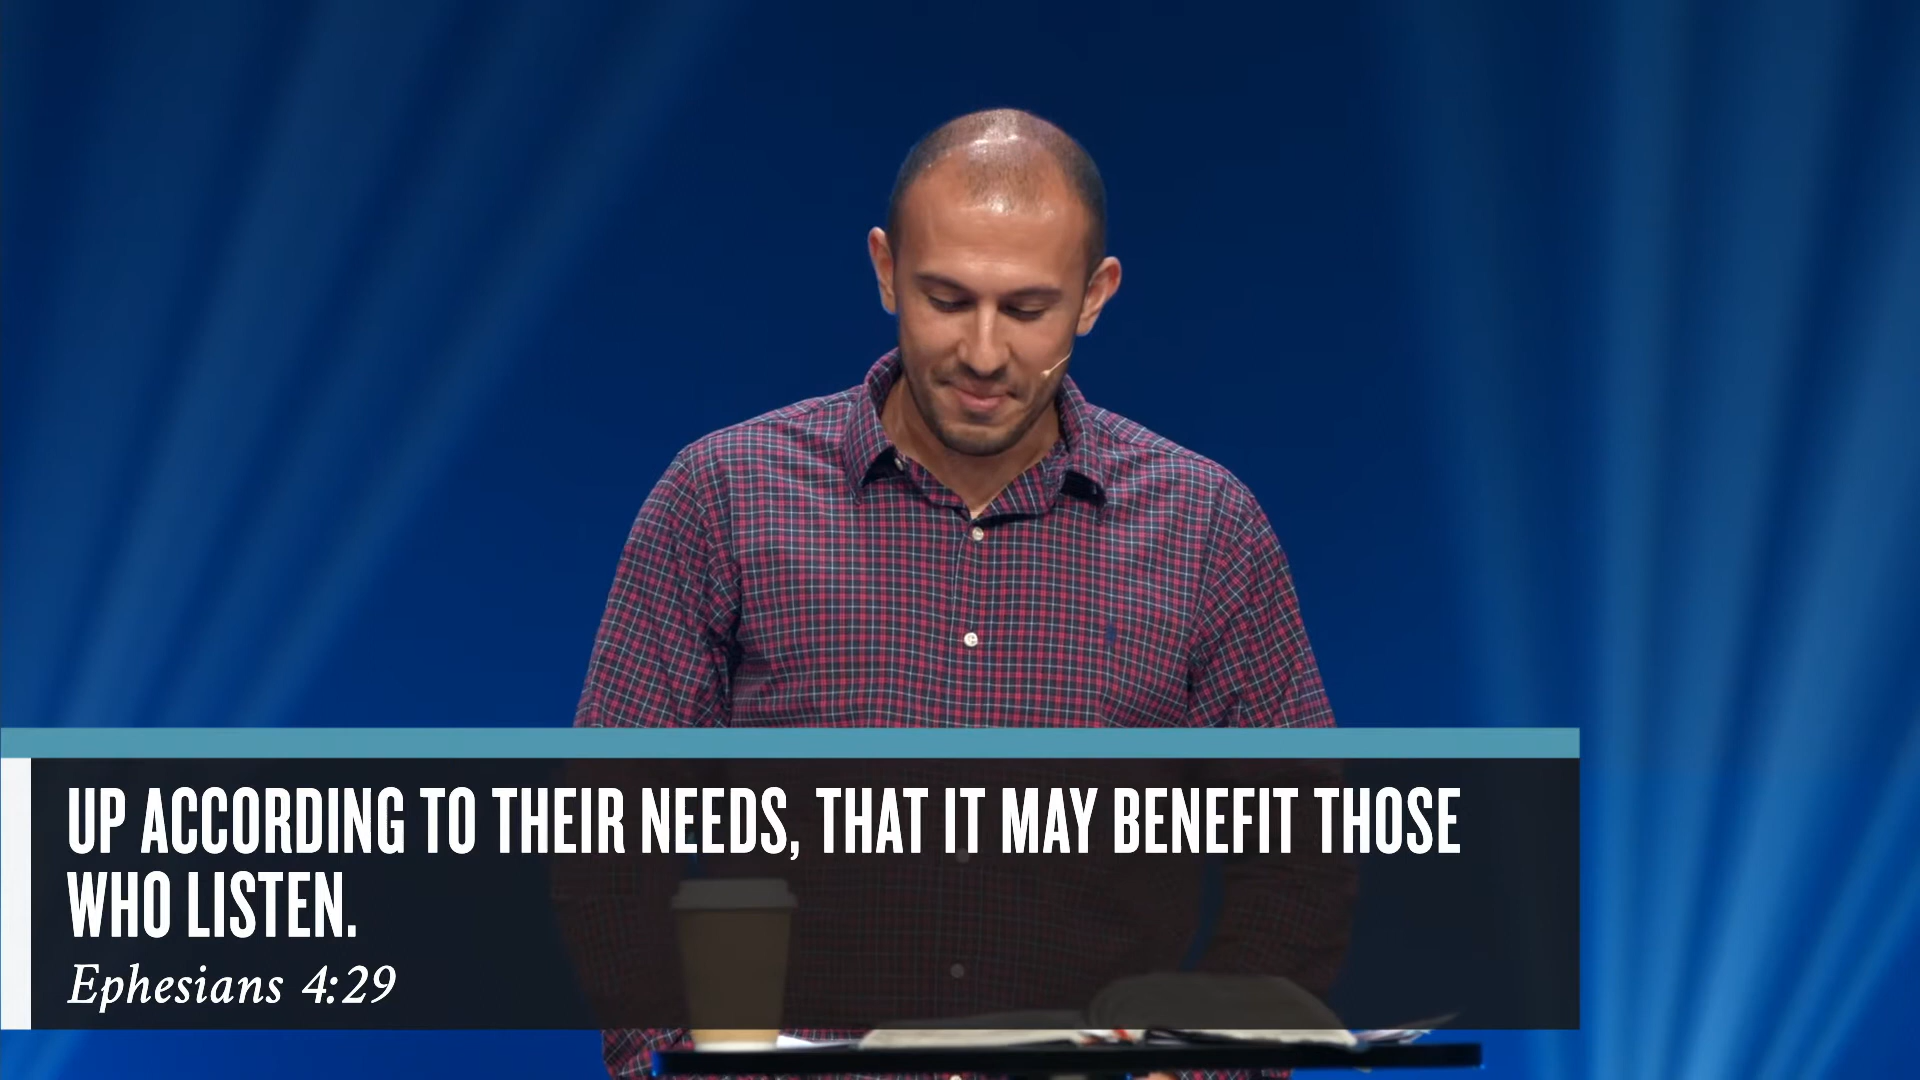 UP ACCORDING TO THEIR NEEDS, THAT IT MAY BENEFIT THOSE
WHO LISTEN.
Ephesians 4:29